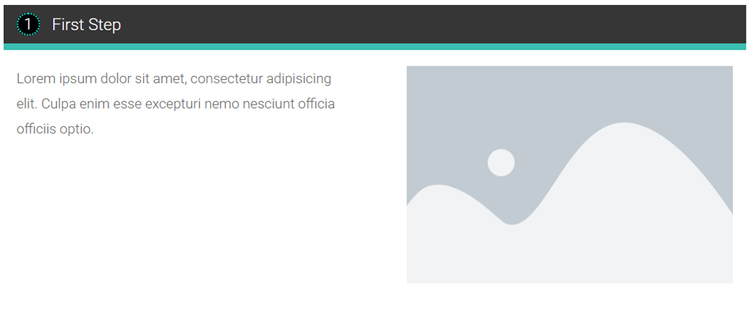 1 First Step
Lorem ipsum dolor sit amet, consectetur adipisicing
elit. Culpa enim esse excepturi nemo nesciunt officia
officiis optio.